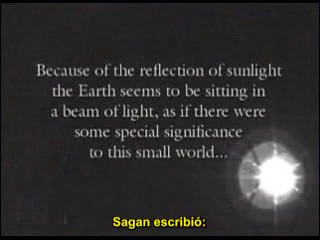 Because of the reflection of sunlight
the Earth seems to be sitting in
a beam of light, as if there were
some special significance
to this small world...
Sagan escribió: